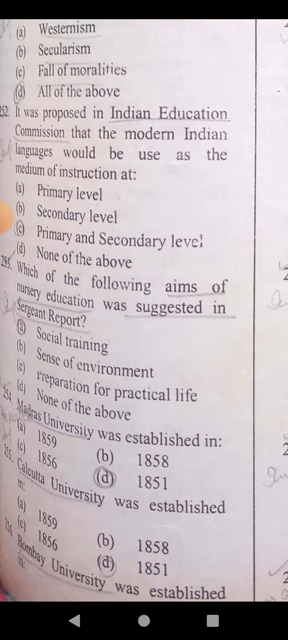 (a) Westernism
(b) Secularism
(c) Fall of moralities
(d) All of the above
252. It was proposed in Indian Education
Commission that the modern Indian
languages would be use as the
medium of instruction at:
(a) Primary level
(b) Secondary level
(c) Primary and Secondary level
(d) None of the above
253. Which of the following aims of
nursery education was suggested in
Sergeant Report?
(a) Social training
(b) Sense of environment
(c) Preparation for practical life
(d) None of the above
254. Madras University was established in:
(a) 1859 (b) 1858
(c) 1856 (d) 1851
255. Calcutta University was established
in:
(a) 1859 (b) 1858
(c) 1856 (d) 1851
256. Bombay University was established
in: